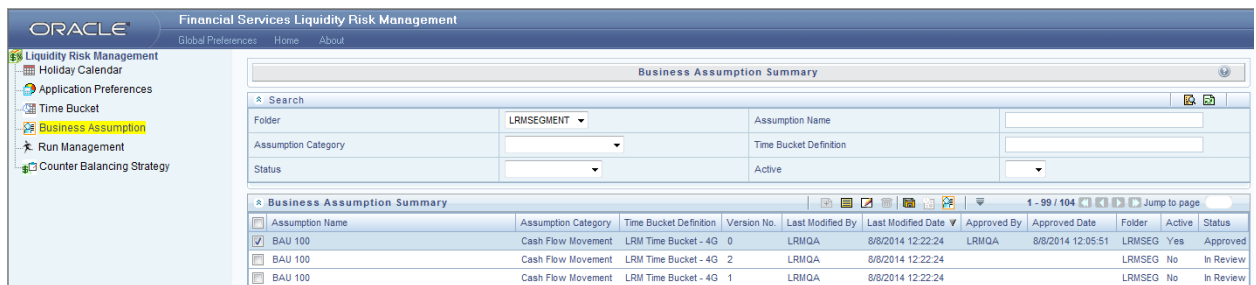 ORACLE
Financial Services Liquidity Risk Management
Global Preferences Home About
Liquidity Risk Management
Holiday Calendar
Application Preferences
Time Bucket
Business Assumption
Run Management
Counter Balancing Strategy
Business Assumption Summary
Search
Folder LRMSEGMENT Assumption Name
Assumption Category Time Bucket Definition
Status Active
Business Assumption Summary 1 - 99 / 104 Jump to page
Assumption Name Assumption Category Time Bucket Definition Version No. Last Modified By Last Modified Date Approved By Approved Date Folder Active Status
BAU 100 Cash Flow Movement LRM Time Bucket - 4G 0 LRMQA 8/8/2014 12:22:24 LRMQA 8/8/2014 12:05:51 LRMSEG Yes Approved
BAU 100 Cash Flow Movement LRM Time Bucket - 4G 2 LRMQA 8/8/2014 12:22:24 LRMSEG No In Review
BAU 100 Cash Flow Movement LRM Time Bucket - 4G 1 LRMQA 8/8/2014 12:22:24 LRMSEG No In Review